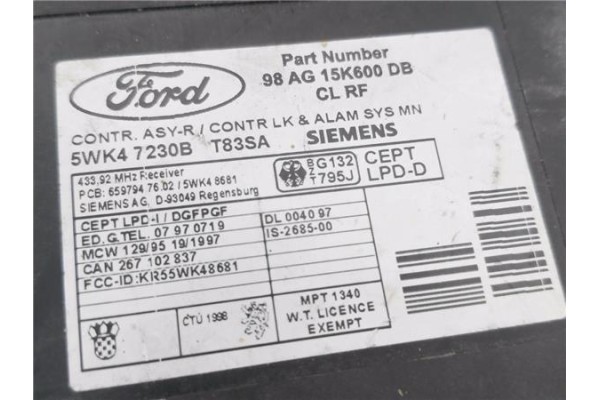 Ford
Part Number
98 AG 15K600 DB
CL RF
CONTR. ASY-R / CONTR LK & ALAM SYS MN
5WK4 7230B T83SA SIEMENS
433,92 MHz Receiver
PCB: 659794 76.02 / 5WK4 8681
SIEMENS AG, D-93049 Regensburg
BZT
G132
795J
CEPT
LPD-D
CEPT LPD-I / DGFPGF
ED.G.TEL. 07 97 0719
MCW 129/95 19/1997
CAN 267 102 837
FCC-ID:KR55WK48681
DL 004097
IS-2685-00
ČTÚ 1998
MPT 1340
W.T. LICENCE
EXEMPT